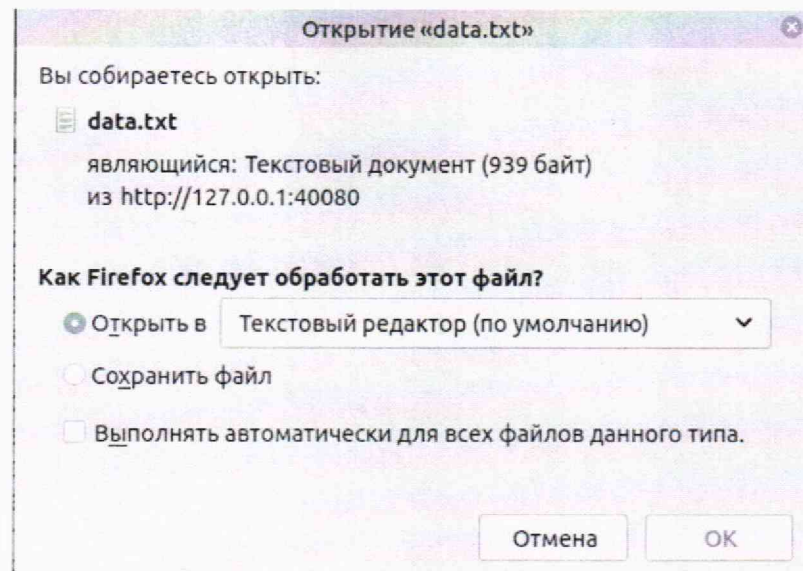 Открытие «data.txt»
Вы собираетесь открыть:
data.txt
являющийся: Текстовый документ (939 байт)
из http://127.0.0.1:40080
Как Firefox следует обработать этот файл?
Открыть в Текстовый редактор (по умолчанию)
Сохранить файл
Выполнять автоматически для всех файлов данного типа.
Отмена ОК